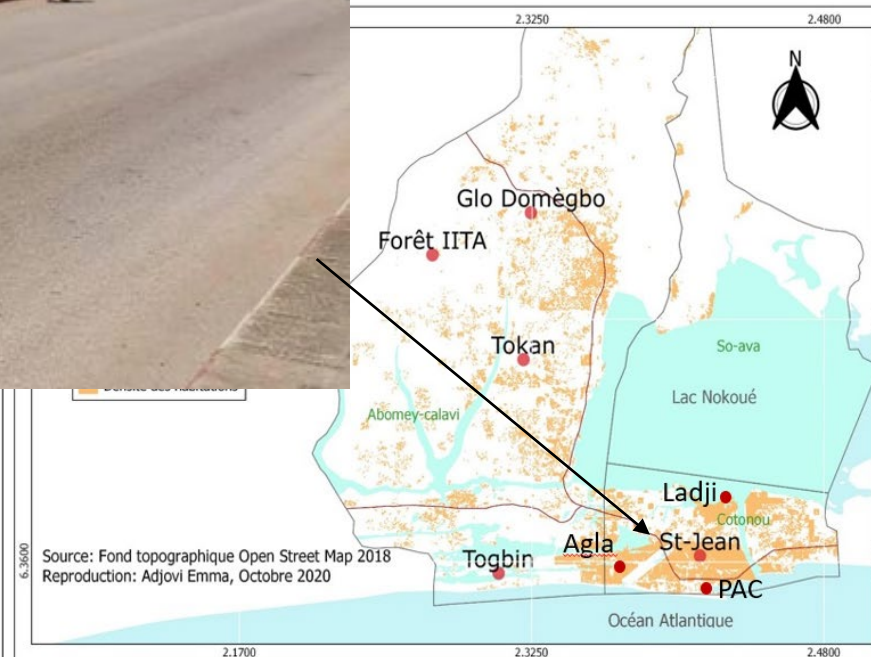 2.3250
2.4800
N
Glo Domègbo
Forêt IITA
Tokan
So-ava
Lac Nokoué
Abomey-calavi
Ladji
Cotonou
Agla
St-Jean
Togbin
PAC
Océan Atlantique
6.3600
Source: Fond topographique Open Street Map 2018
Reproduction: Adjovi Emma, Octobre 2020
2.1700
2.3250
2.4800